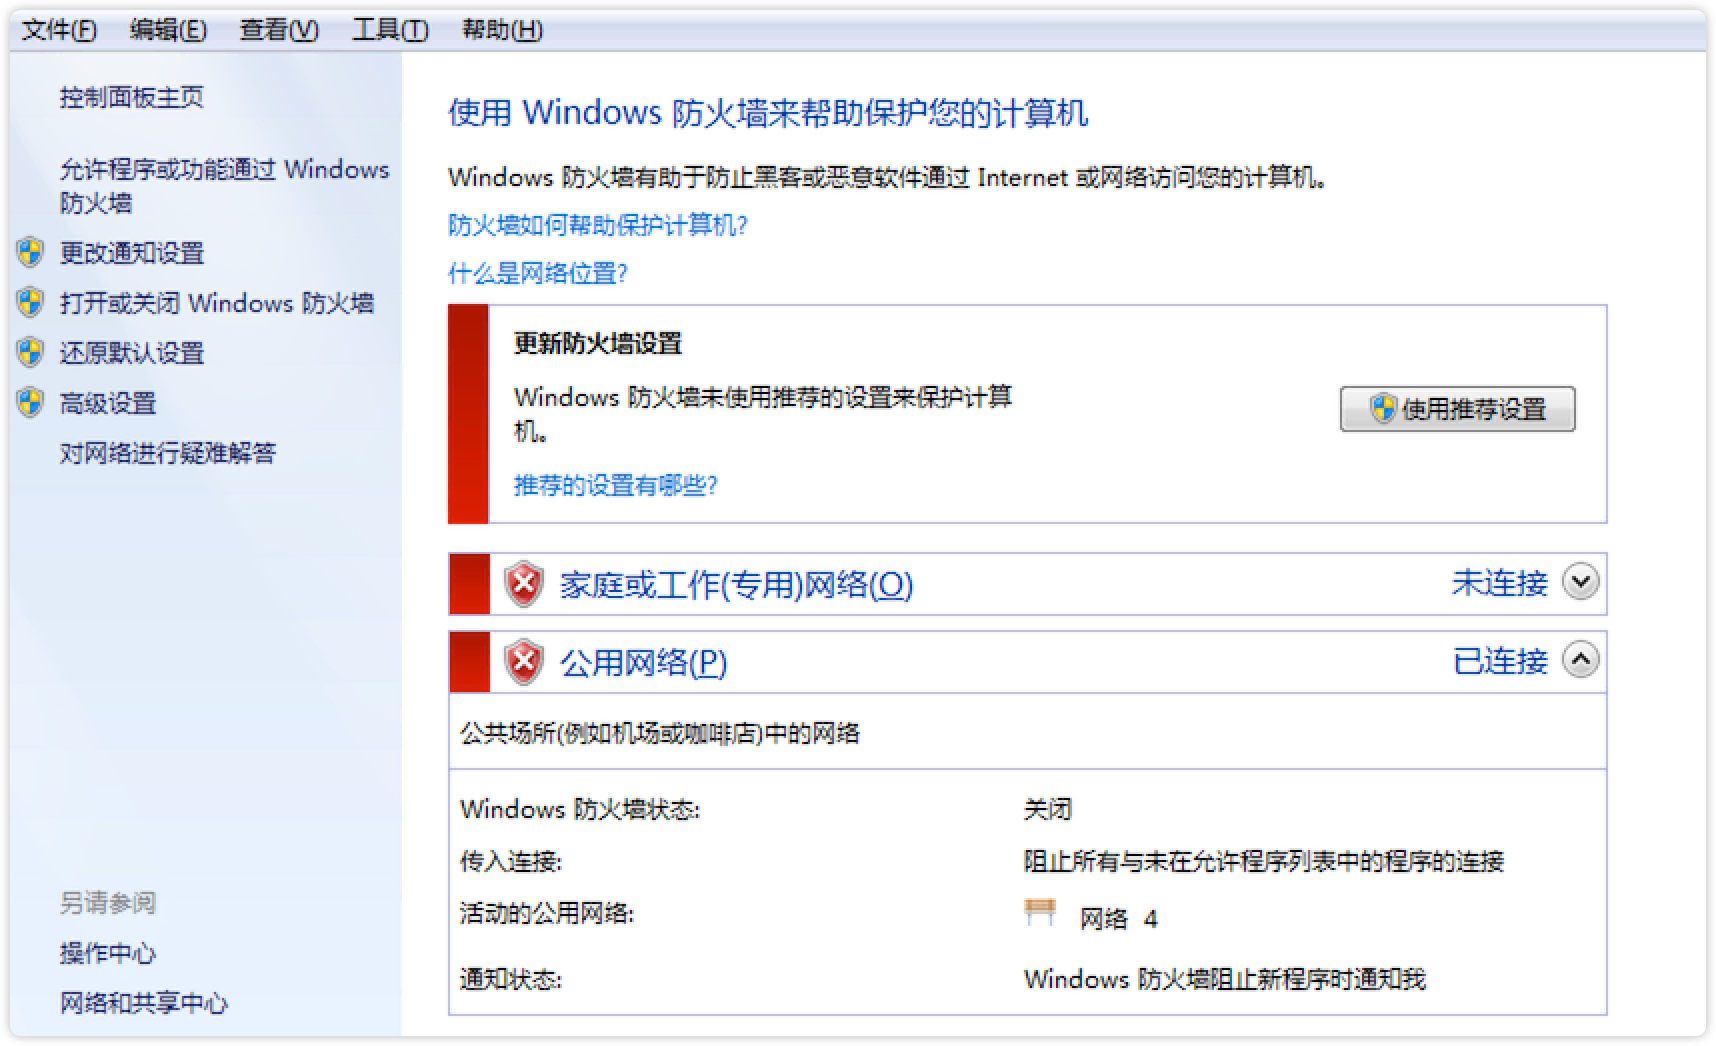 文件(F) 编辑(E) 查看(V) 工具(T) 帮助(H)
控制面板主页
允许程序或功能通过 Windows
防火墙
更改通知设置
打开或关闭 Windows 防火墙
还原默认设置
高级设置
对网络进行疑难解答
另请参阅
操作中心
网络和共享中心
使用 Windows 防火墙来帮助保护您的计算机
Windows 防火墙有助于防止黑客或恶意软件通过 Internet 或网络访问您的计算机。
防火墙如何帮助保护计算机?
什么是网络位置?
更新防火墙设置
Windows 防火墙未使用推荐的设置来保护计算
机。
使用推荐设置
推荐的设置有哪些?
家庭或工作(专用)网络(O) 未连接
公用网络(P) 已连接
公共场所(例如机场或咖啡店)中的网络
Windows 防火墙状态: 关闭
传入连接: 阻止所有与未在允许程序列表中的程序的连接
活动的公用网络: 网络 4
通知状态: Windows 防火墙阻止新程序时通知我